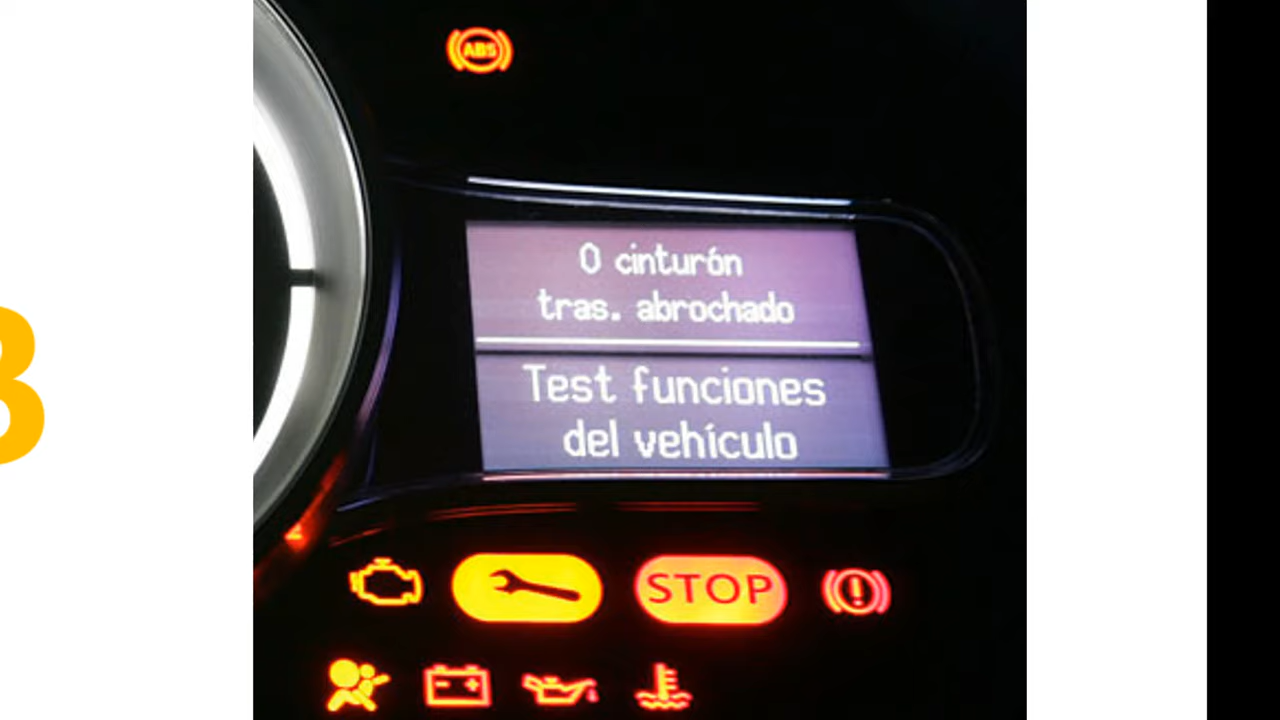 ABS
0 cinturón
tras. abrochado
Test funciones
del vehículo
STOP